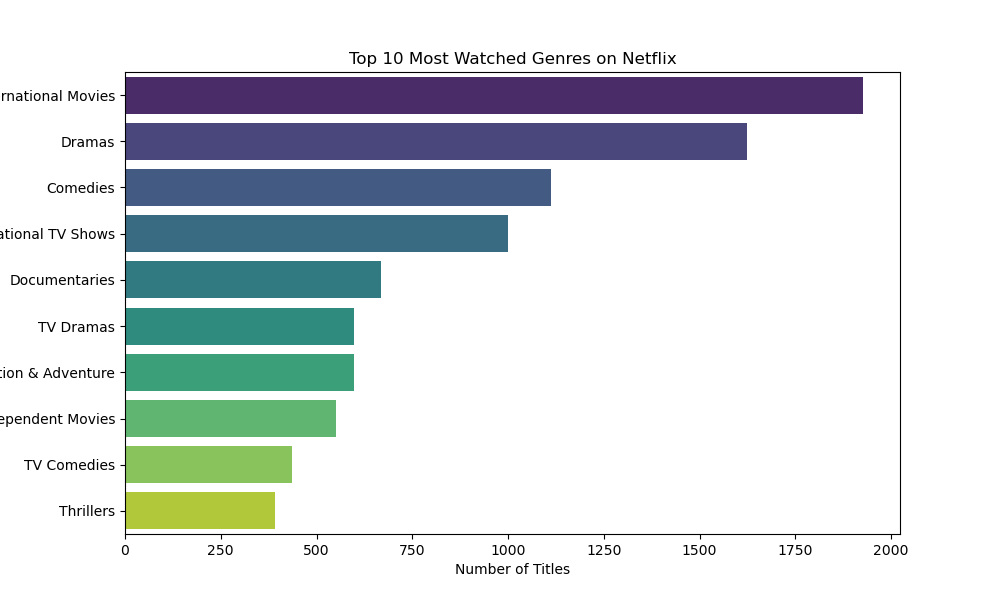 Top 10 Most Watched Genres on Netflix
rnational Movies
Dramas
Comedies
ational TV Shows
Documentaries
TV Dramas
tion & Adventure
ependent Movies
TV Comedies
Thrillers
0 250 500 750 1000 1250 1500 1750 2000
Number of Titles